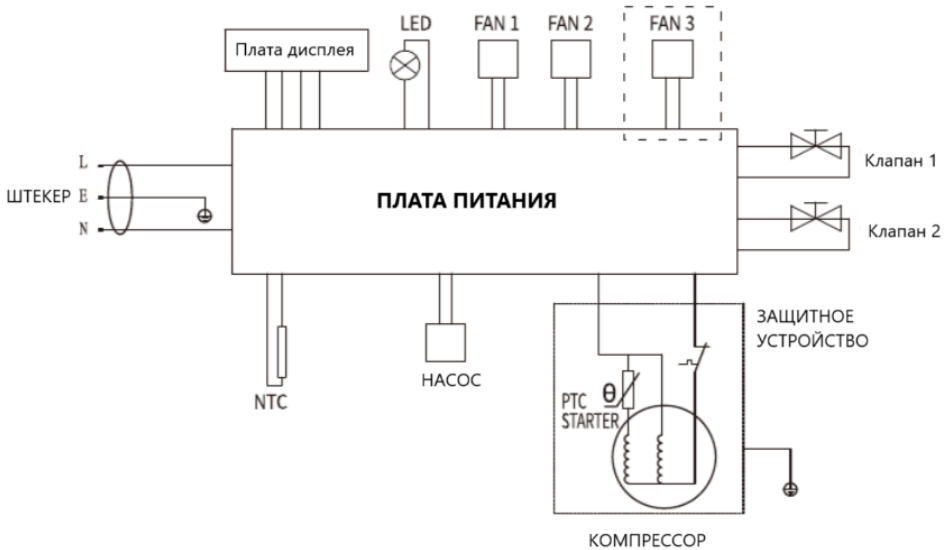 LED
FAN 1
FAN 2
FAN 3
Плата дисплея
L
ШТЕКЕР
E
N
ПЛАТА ПИТАНИЯ
Клапан 1
Клапан 2
NTC
НАСОС
ЗАЩИТНОЕ
УСТРОЙСТВО
θ
PTC
STARTER
КОМПРЕССОР